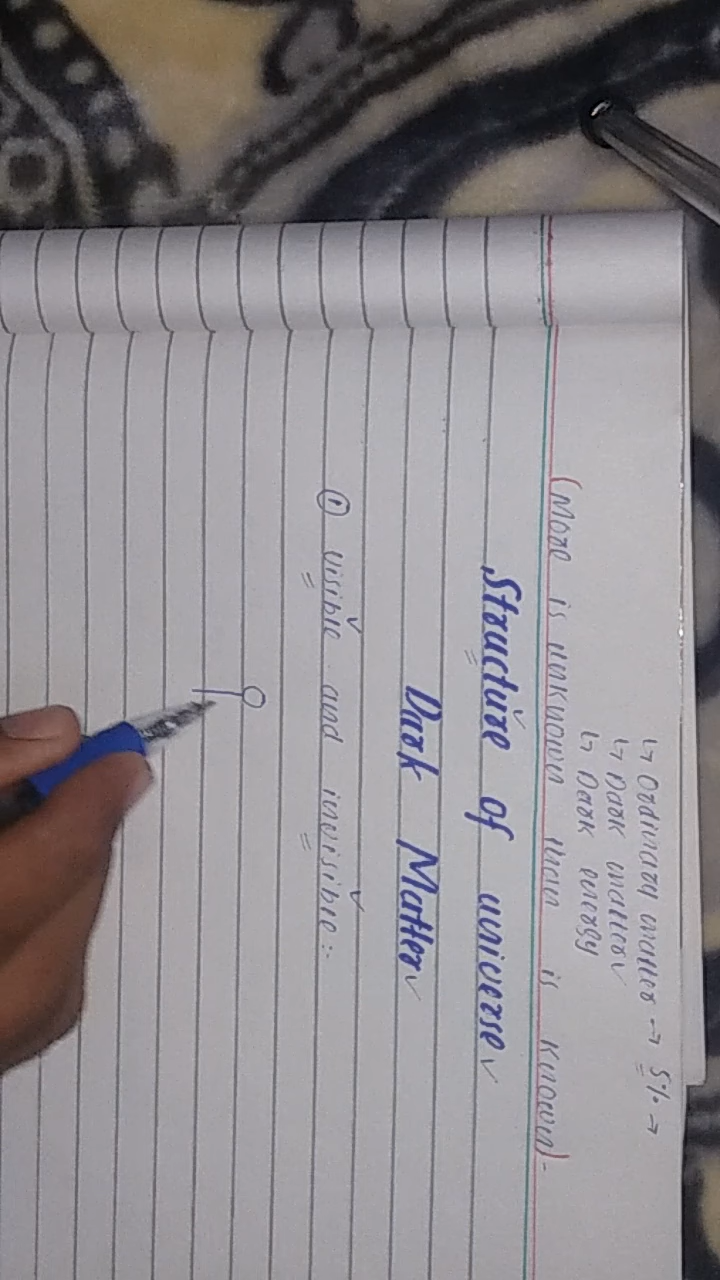 ↳ Ordinary matter → 5% →
↳ Dark matter
↳ Dark energy
(More is unknown than is known)-
Structure of universe
Dark Matter
① visible and invisible:-